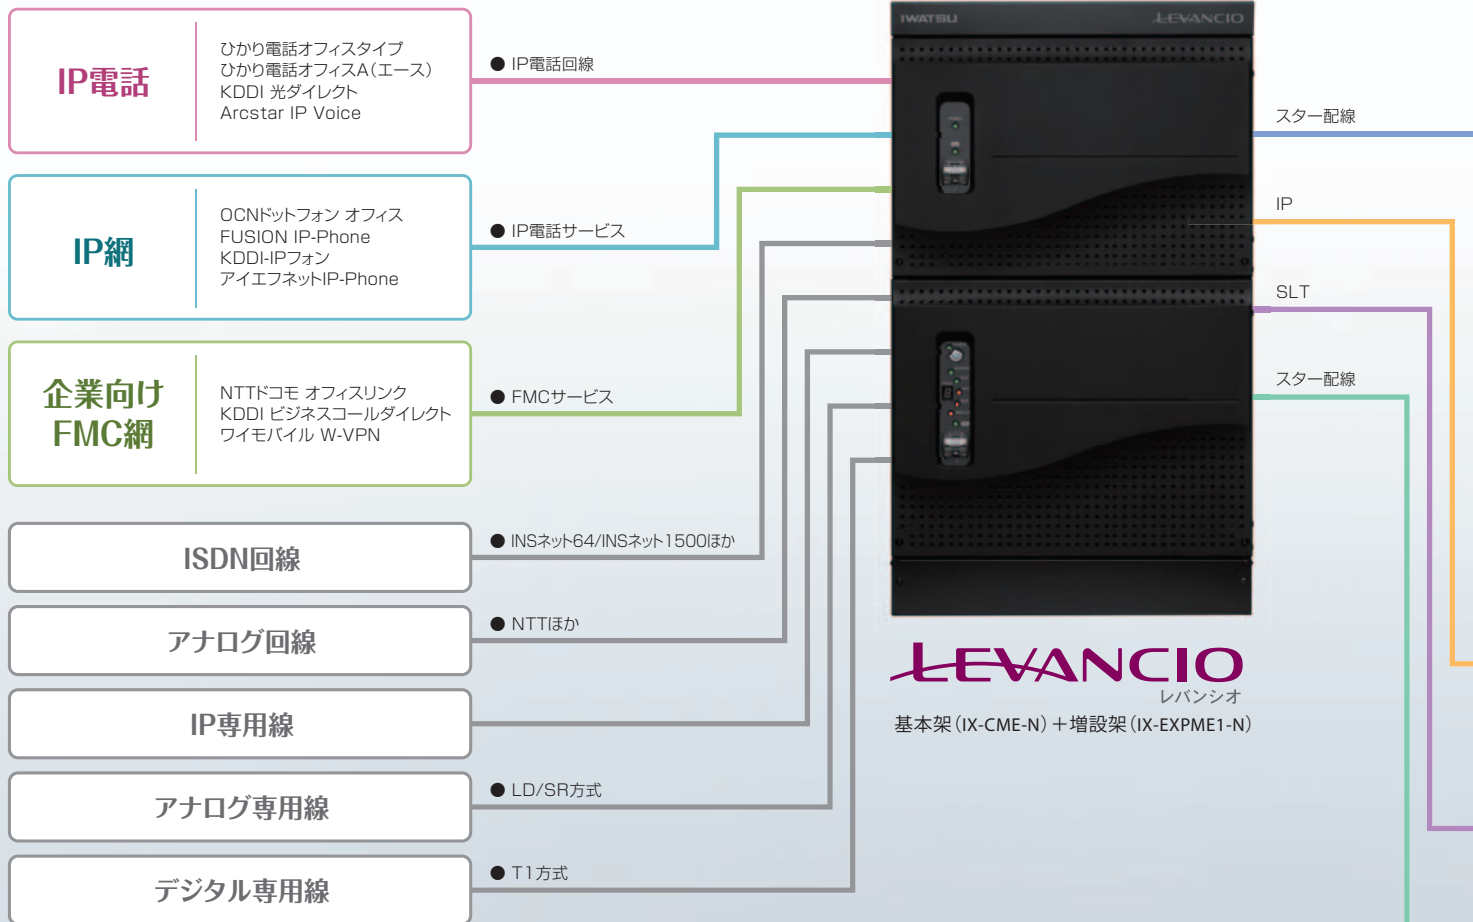 IP電話
ひかり電話オフィスタイプ
ひかり電話オフィスA(エース)
KDDI 光ダイレクト
Arcstar IP Voice
● IP電話回線
IP網
OCNドットフォン オフィス
FUSION IP-Phone
KDDI-IPフォン
アイエフネットIP-Phone
● IP電話サービス
企業向け
FMC網
NTTドコモ オフィスリンク
KDDI ビジネスコールダイレクト
ワイモバイル W-VPN
● FMCサービス
ISDN回線
● INSネット64/INSネット1500ほか
アナログ回線
● NTTほか
IP専用線
アナログ専用線
● LD/SR方式
デジタル専用線
● T1方式
IWATSU
LEVANCIO
LEVANCIO
レバンシオ
基本架(IX-CME-N)+増設架(IX-EXPME1-N)
スター配線
IP
SLT
スター配線